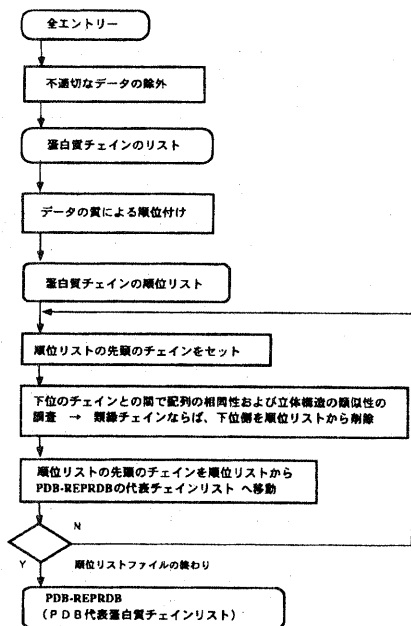 全エントリー
不適切なデータの除外
蛋白質チェインのリスト
データの質による順位付け
蛋白質チェインの順位リスト
順位リストの先頭のチェインをセット
下位のチェインとの間で配列の相同性および立体構造の類似性の
調査 → 類縁チェインならば、下位側を順位リストから削除
順位リストの先頭のチェインを順位リストから
PDB-REPRDBの代表チェインリスト へ移動
N
Y
順位リストファイルの終わり
PDB-REPRDB
(PDB代表蛋白質チェインリスト)